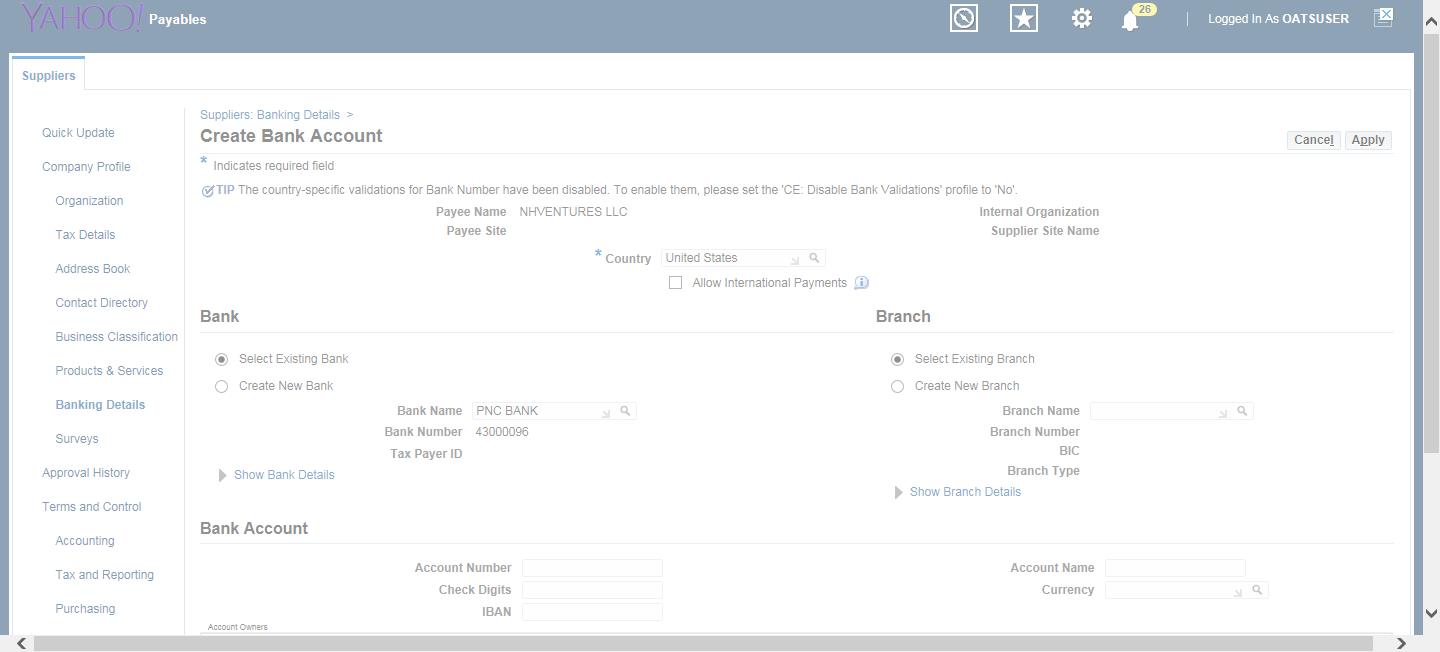 YAHOO! Payables
26
Logged In As OATSUSER
Suppliers
Quick Update
Company Profile
Organization
Tax Details
Address Book
Contact Directory
Business Classification
Products & Services
Banking Details
Surveys
Approval History
Terms and Control
Accounting
Tax and Reporting
Purchasing
Suppliers: Banking Details >
Create Bank Account
Cancel Apply
* Indicates required field
TIP The country-specific validations for Bank Number have been disabled. To enable them, please set the 'CE: Disable Bank Validations' profile to 'No'.
Payee Name NHVENTURES LLC
Payee Site
Internal Organization
Supplier Site Name
* Country United States
Allow International Payments
Bank
Select Existing Bank
Create New Bank
Bank Name PNC BANK
Bank Number 43000096
Tax Payer ID
Show Bank Details
Branch
Select Existing Branch
Create New Branch
Branch Name
Branch Number
BIC
Branch Type
Show Branch Details
Bank Account
Account Number
Check Digits
IBAN
Account Name
Currency
Account Owners